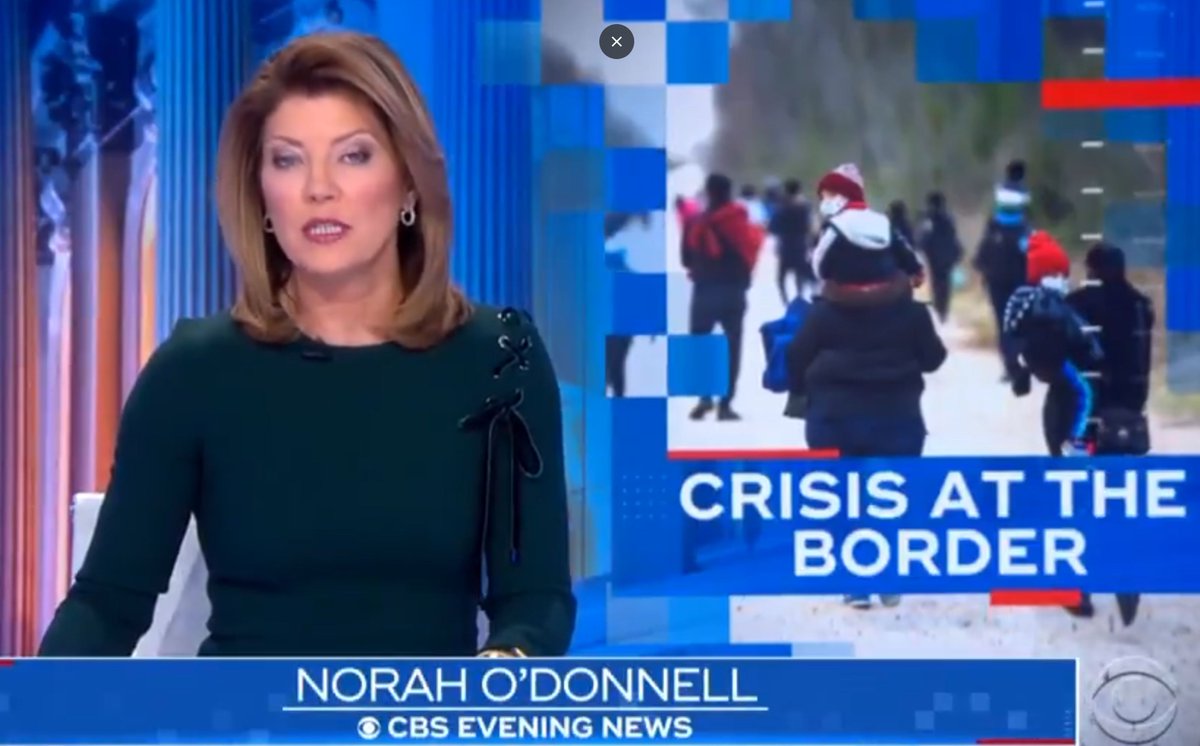 CRISIS AT THE
BORDER
NORAH O'DONNELL
CBS EVENING NEWS